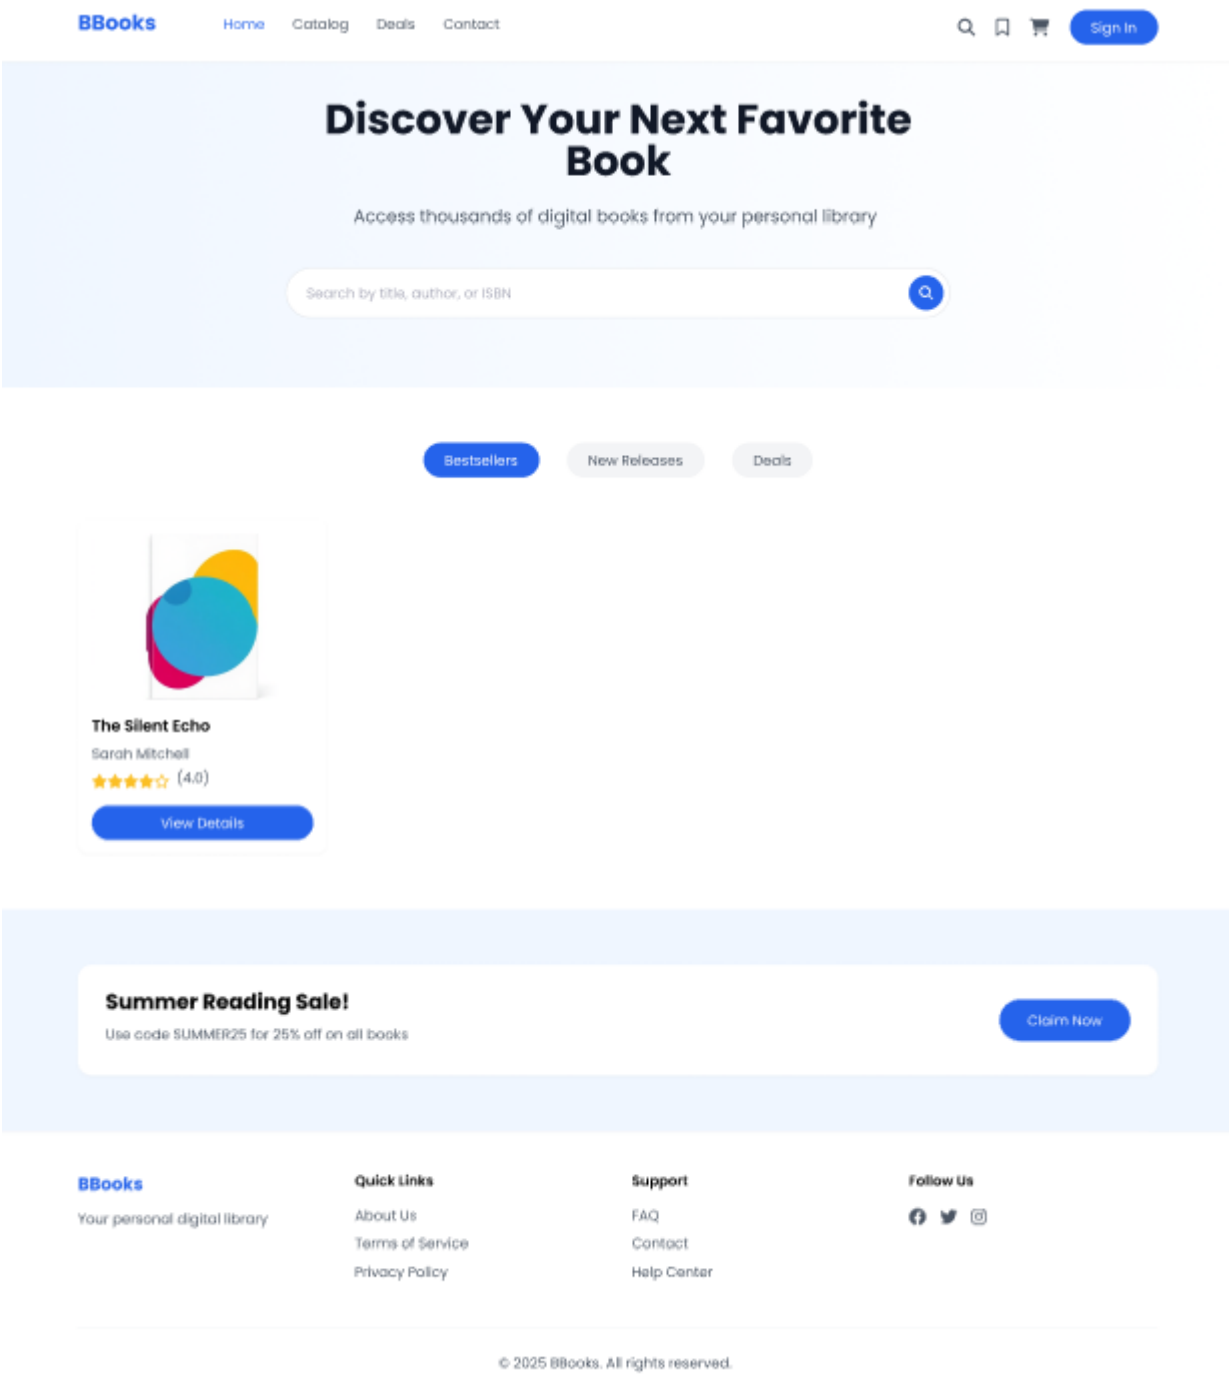 BBooks Home Catalog Deals Contact Sign In
Discover Your Next Favorite
Book
Access thousands of digital books from your personal library
Search by title, author, or ISBN
Bestsellers New Releases Deals
The Silent Echo
Sarah Mitchell
(4.0)
View Details
Summer Reading Sale!
Use code SUMMER25 for 25% off on all books
Claim Now
BBooks
Your personal digital library
Quick Links
About Us
Terms of Service
Privacy Policy
Support
FAQ
Contact
Help Center
Follow Us
© 2025 BBooks. All rights reserved.